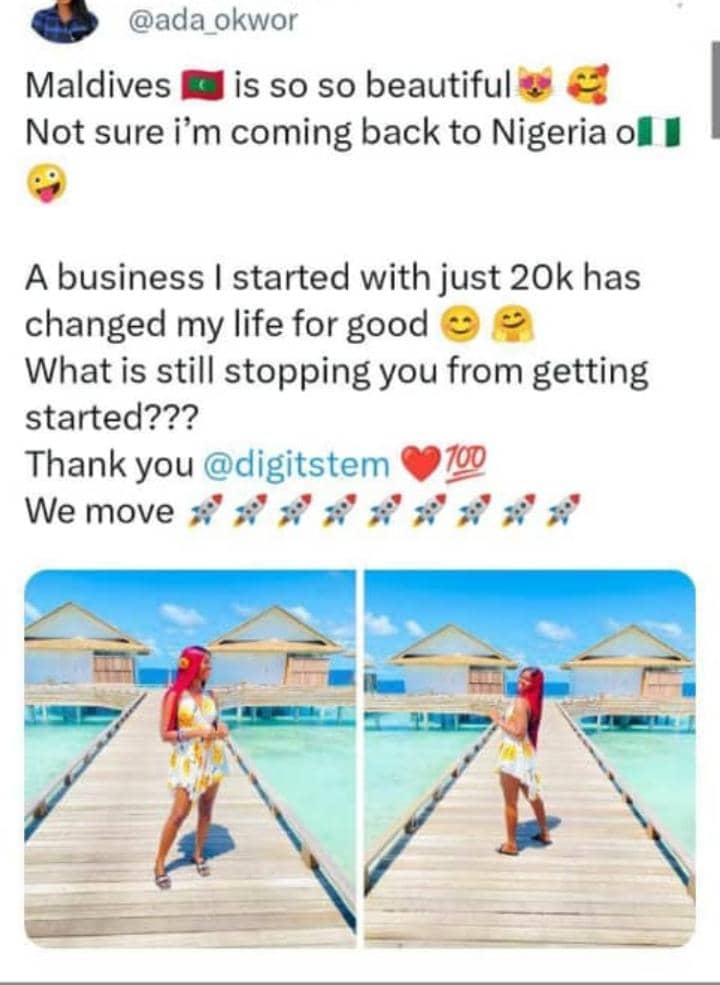 @ada_okwor
Maldives 🇲🇻 is so so beautiful😻 🥰
Not sure i'm coming back to Nigeria o🇳🇬
🤪
A business I started with just 20k has
changed my life for good 😊 🤗
What is still stopping you from getting
started???
Thank you @digitstem ❤️💯
We move 🚀 🚀 🚀 🚀 🚀 🚀 🚀 🚀 🚀